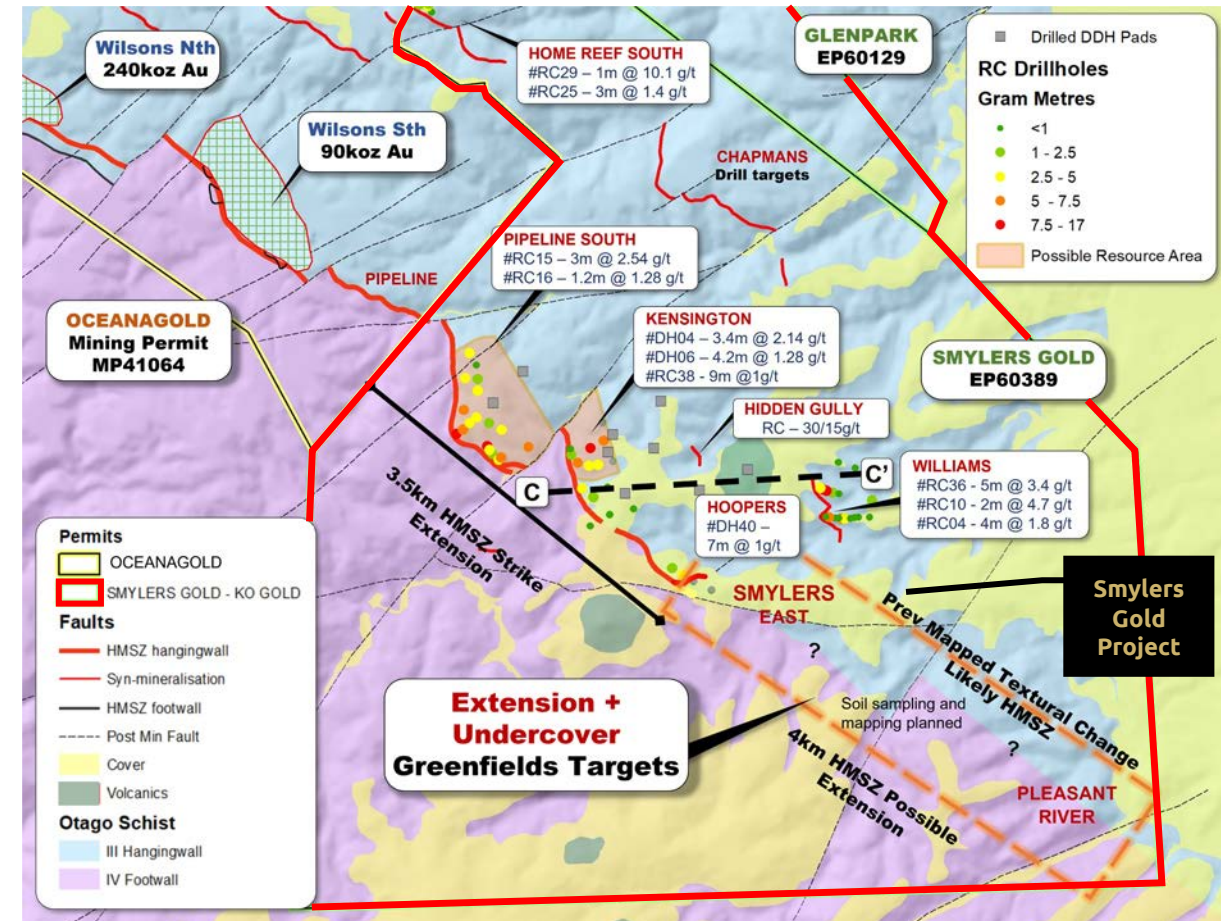 Wilsons Nth
240koz Au
HOME REEF SOUTH
#RC29 – 1m @ 10.1 g/t
#RC25 – 3m @ 1.4 g/t
GLENPARK
EP60129
Drilled DDH Pads
RC Drillholes
Gram Metres
<1
1 - 2.5
2.5 - 5
5 - 7.5
7.5 - 17
Possible Resource Area
Wilsons Sth
90koz Au
CHAPMANS
Drill targets
PIPELINE SOUTH
#RC15 – 3m @ 2.54 g/t
#RC16 – 1.2m @ 1.28 g/t
PIPELINE
OCEANAGOLD
Mining Permit
MP41064
KENSINGTON
#DH04 – 3.4m @ 2.14 g/t
#DH06 – 4.2m @ 1.28 g/t
#RC38 - 9m @1g/t
SMYLERS GOLD
EP60389
HIDDEN GULLY
RC – 30/15g/t
C
C'
WILLIAMS
#RC36 - 5m @ 3.4 g/t
#RC10 - 2m @ 4.7 g/t
#RC04 - 4m @ 1.8 g/t
HOOPERS
#DH40 –
7m @ 1g/t
3.5km HMSZ Strike
Extension
SMYLERS
EAST
Smylers
Gold
Project
Prev Mapped Textural Change
Likely HMSZ
?
Soil sampling and
mapping planned
?
Extension +
Undercover
Greenfields Targets
4km HMSZ Possible
Extension
PLEASANT
RIVER
Permits
OCEANAGOLD
SMYLERS GOLD - KO GOLD
Faults
HMSZ hangingwall
Syn-mineralisation
HMSZ footwall
Post Min Fault
Cover
Volcanics
Otago Schist
III Hangingwall
IV Footwall